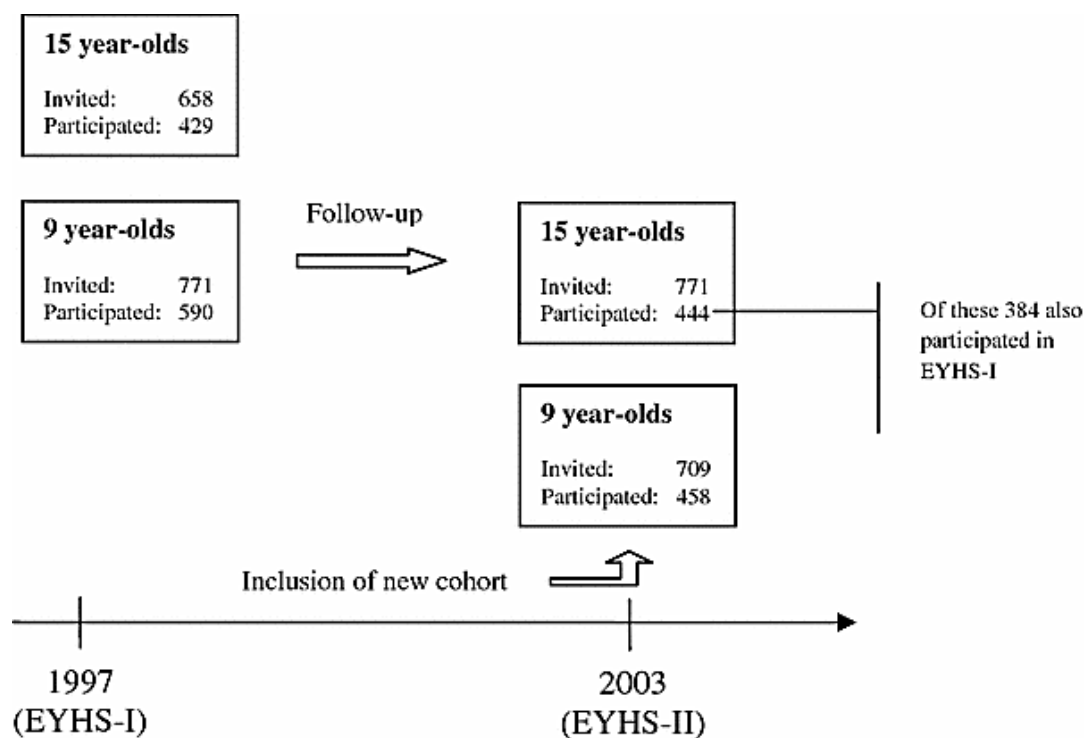 15 year-olds
Invited: 658
Participated: 429
9 year-olds
Invited: 771
Participated: 590
Follow-up
15 year-olds
Invited: 771
Participated: 444
Of these 384 also
participated in
EYHS-I
9 year-olds
Invited: 709
Participated: 458
Inclusion of new cohort
1997
(EYHS-I)
2003
(EYHS-II)